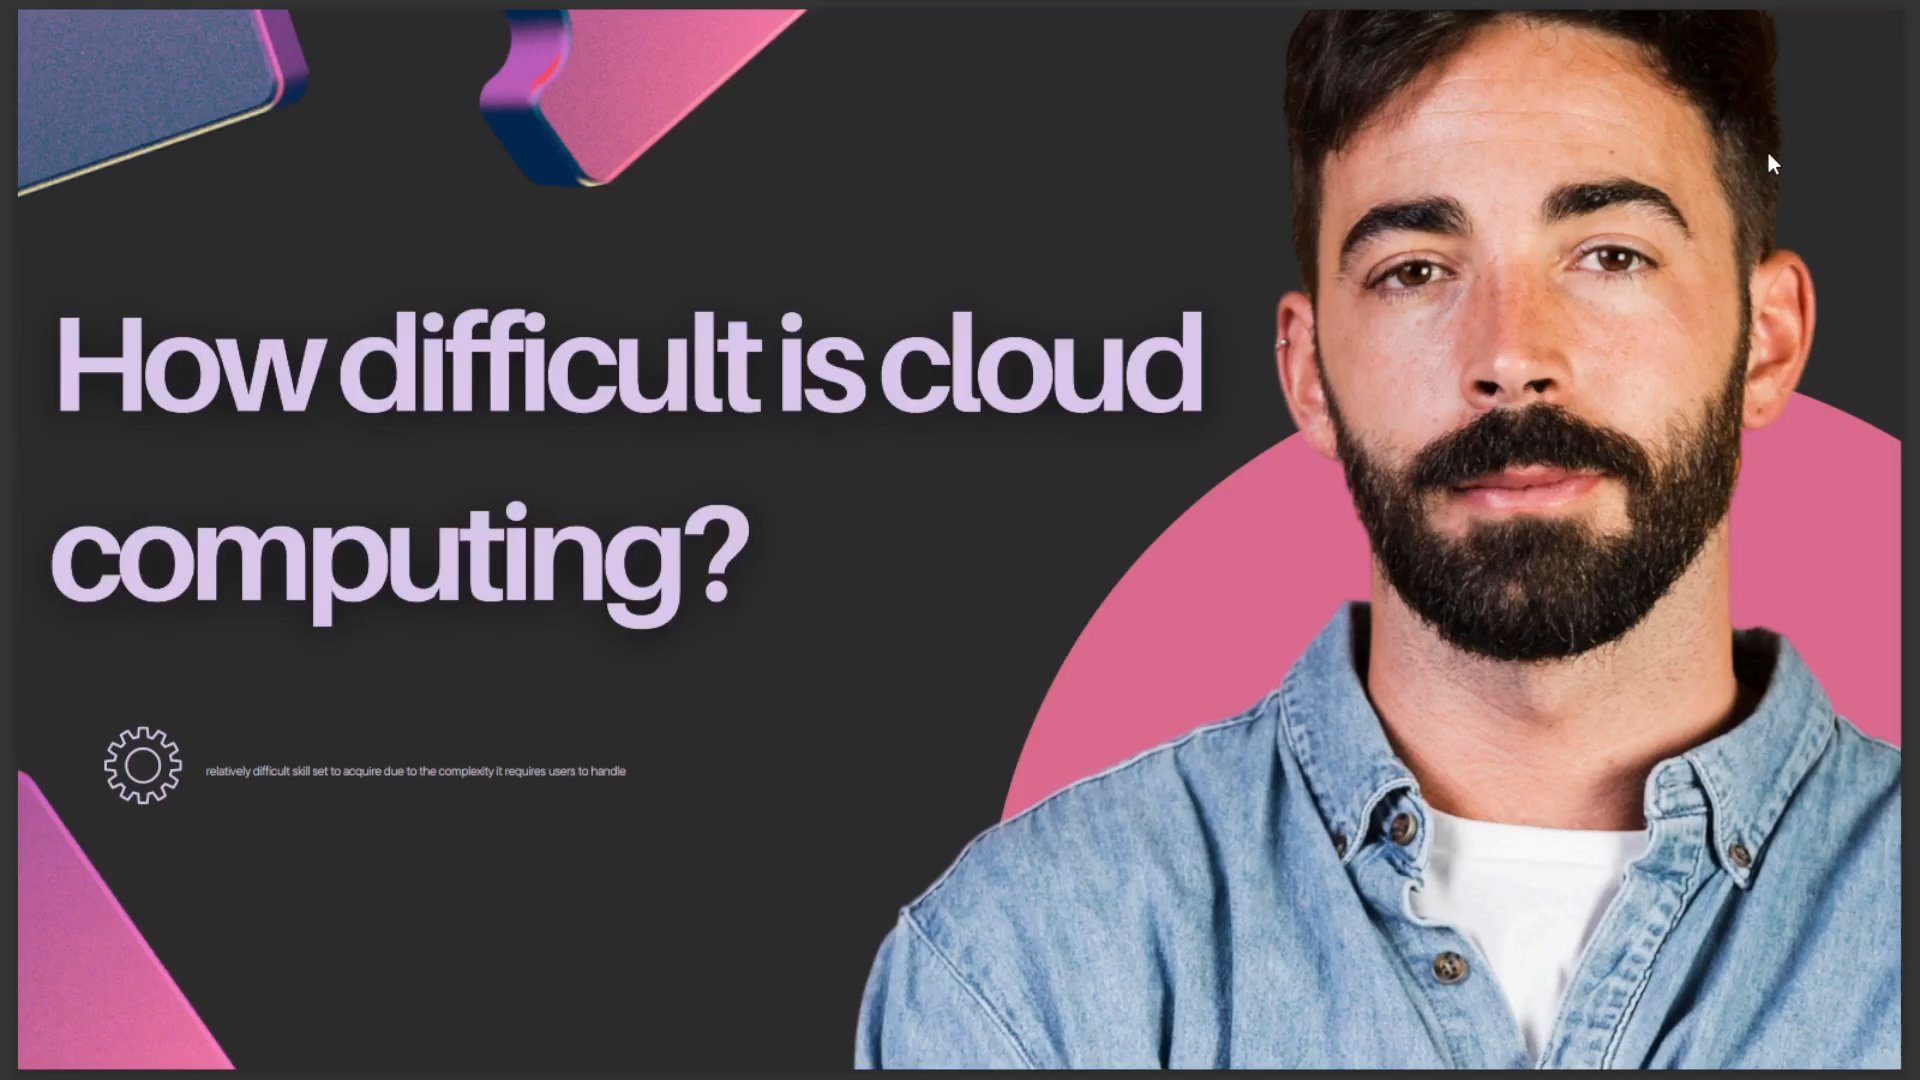 How difficult is cloud
computing?
relatively difficult skill set to acquire due to the complexity it requires users to handle